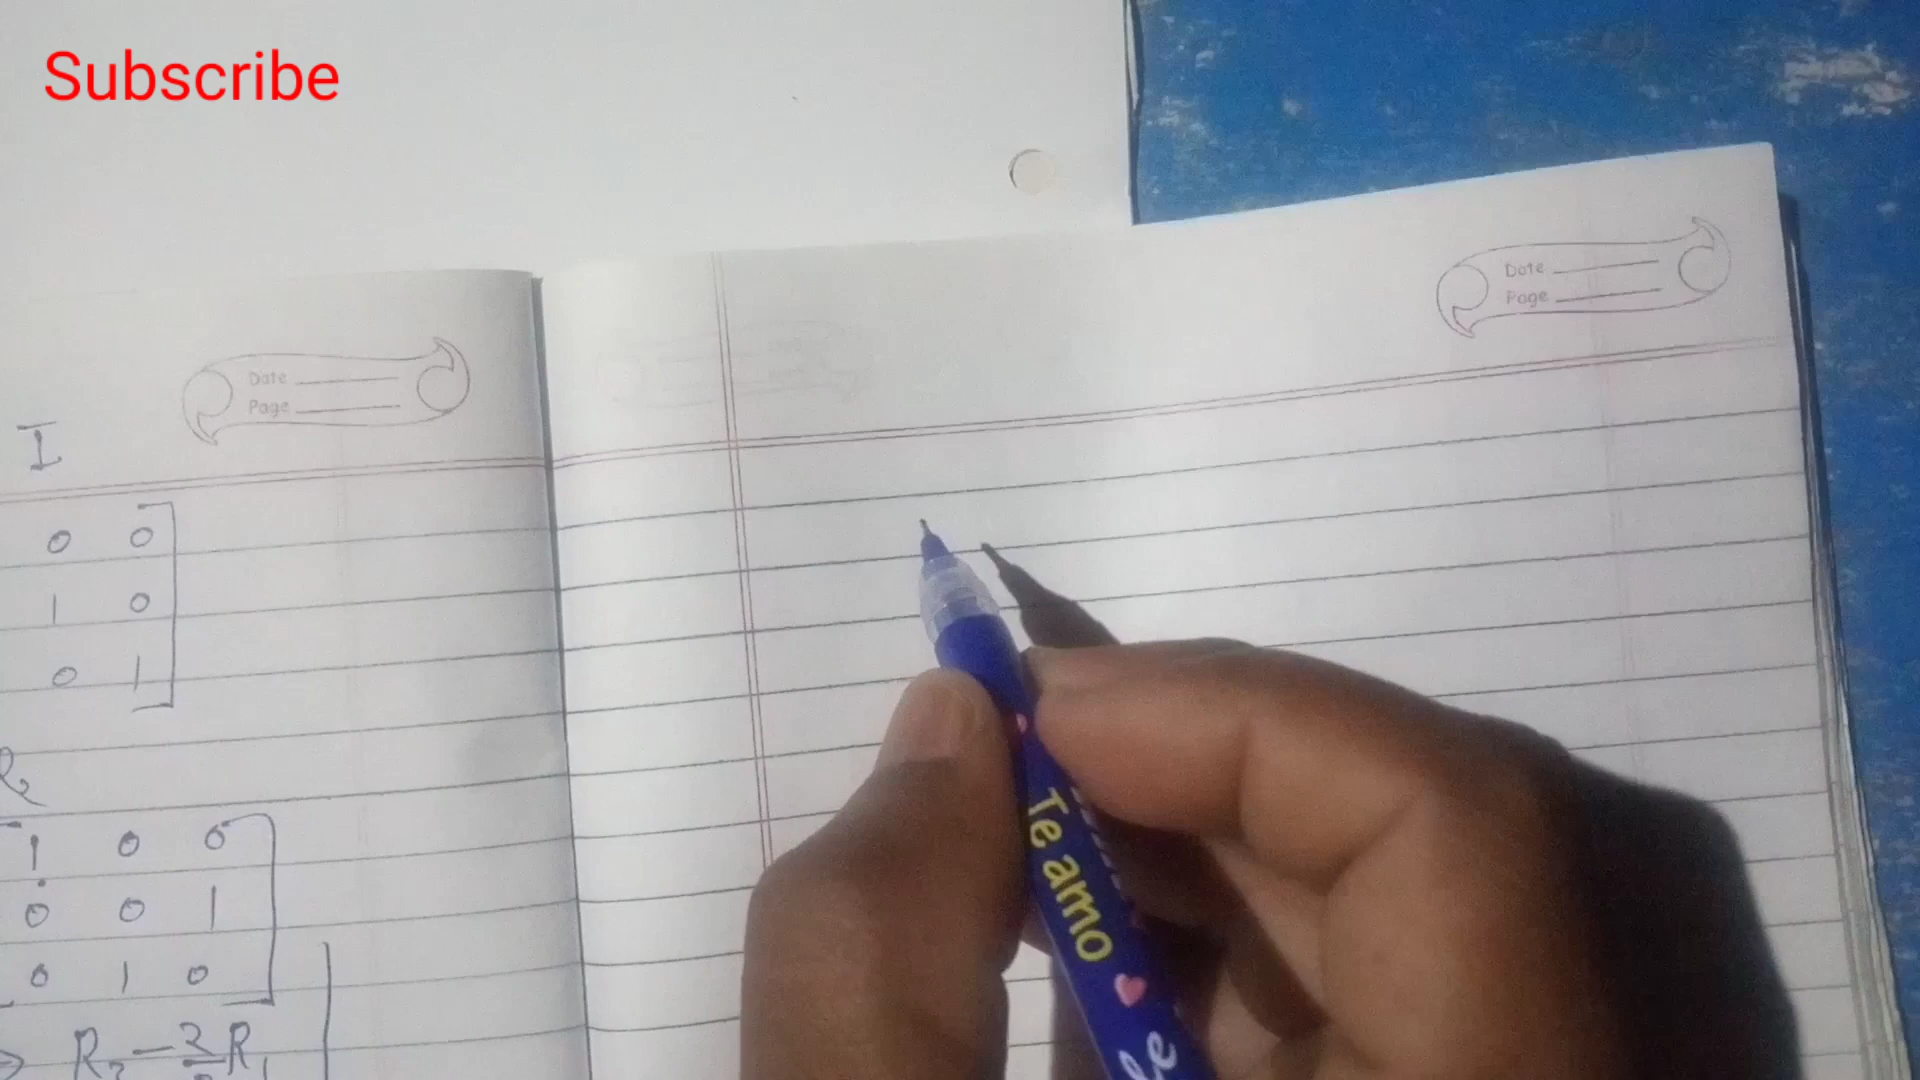 Subscribe
Date
Page
Date
Page
I
0 0
1 0
0 1
1 0 0
0 0 1
0 1 0
Te amo